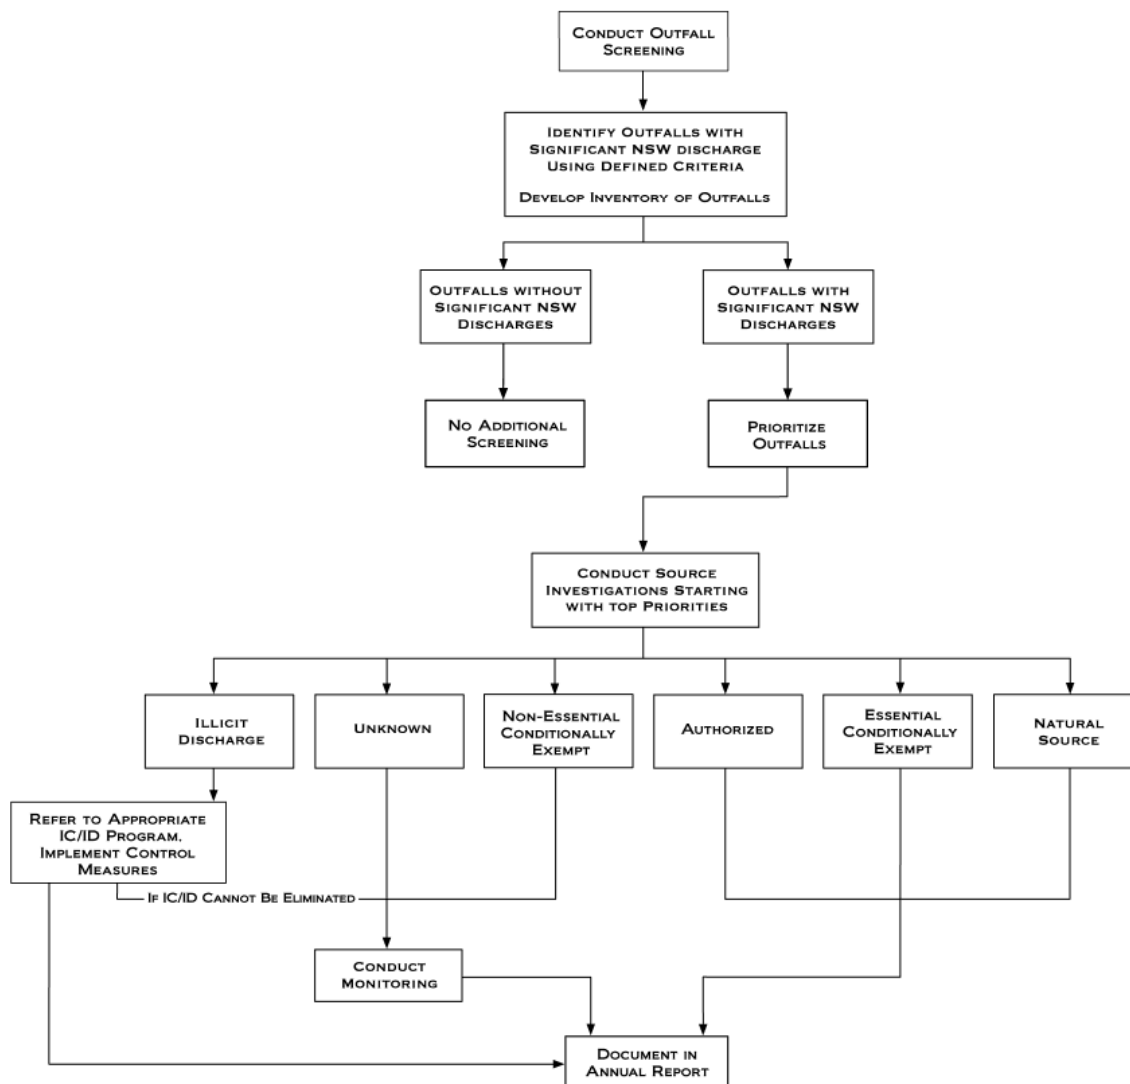 CONDUCT OUTFALL
SCREENING
IDENTIFY OUTFALLS WITH
SIGNIFICANT NSW DISCHARGE
USING DEFINED CRITERIA
DEVELOP INVENTORY OF OUTFALLS
OUTFALLS WITHOUT
SIGNIFICANT NSW
DISCHARGES
OUTFALLS WITH
SIGNIFICANT NSW
DISCHARGES
NO ADDITIONAL
SCREENING
PRIORITIZE
OUTFALLS
CONDUCT SOURCE
INVESTIGATIONS STARTING
WITH TOP PRIORITIES
ILLICIT
DISCHARGE
UNKNOWN
NON-ESSENTIAL
CONDITIONALLY
EXEMPT
AUTHORIZED
ESSENTIAL
CONDITIONALLY
EXEMPT
NATURAL
SOURCE
REFER TO APPROPRIATE
IC/ID PROGRAM.
IMPLEMENT CONTROL
MEASURES
IF IC/ID CANNOT BE ELIMINATED
CONDUCT
MONITORING
DOCUMENT IN
ANNUAL REPORT